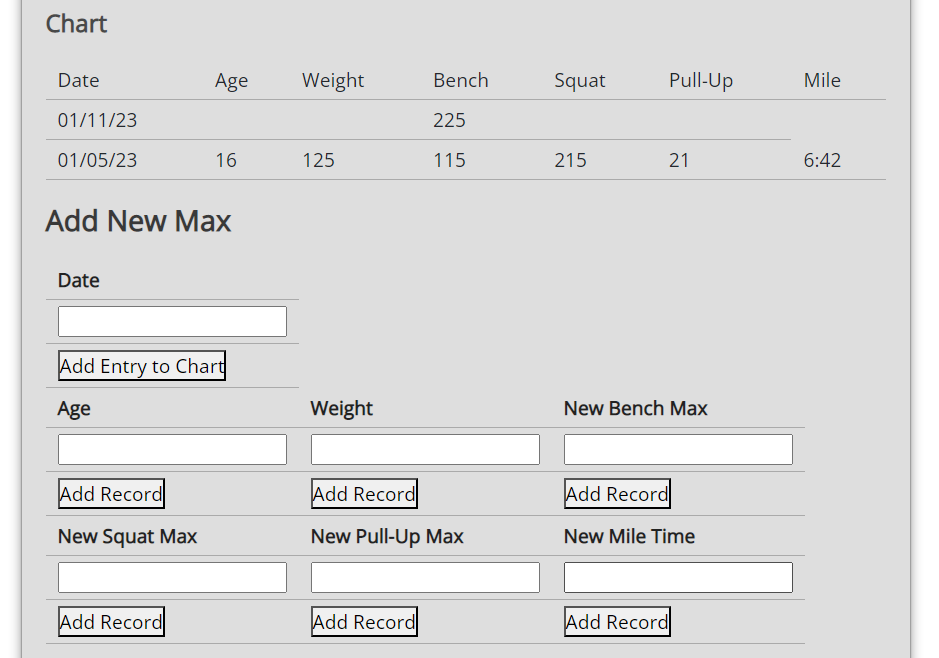 Chart
Date Age Weight Bench Squat Pull-Up Mile
01/11/23 225
01/05/23 16 125 115 215 21 6:42
Add New Max
Date
Add Entry to Chart
Age Weight New Bench Max
Add Record Add Record Add Record
New Squat Max New Pull-Up Max New Mile Time
Add Record Add Record Add Record